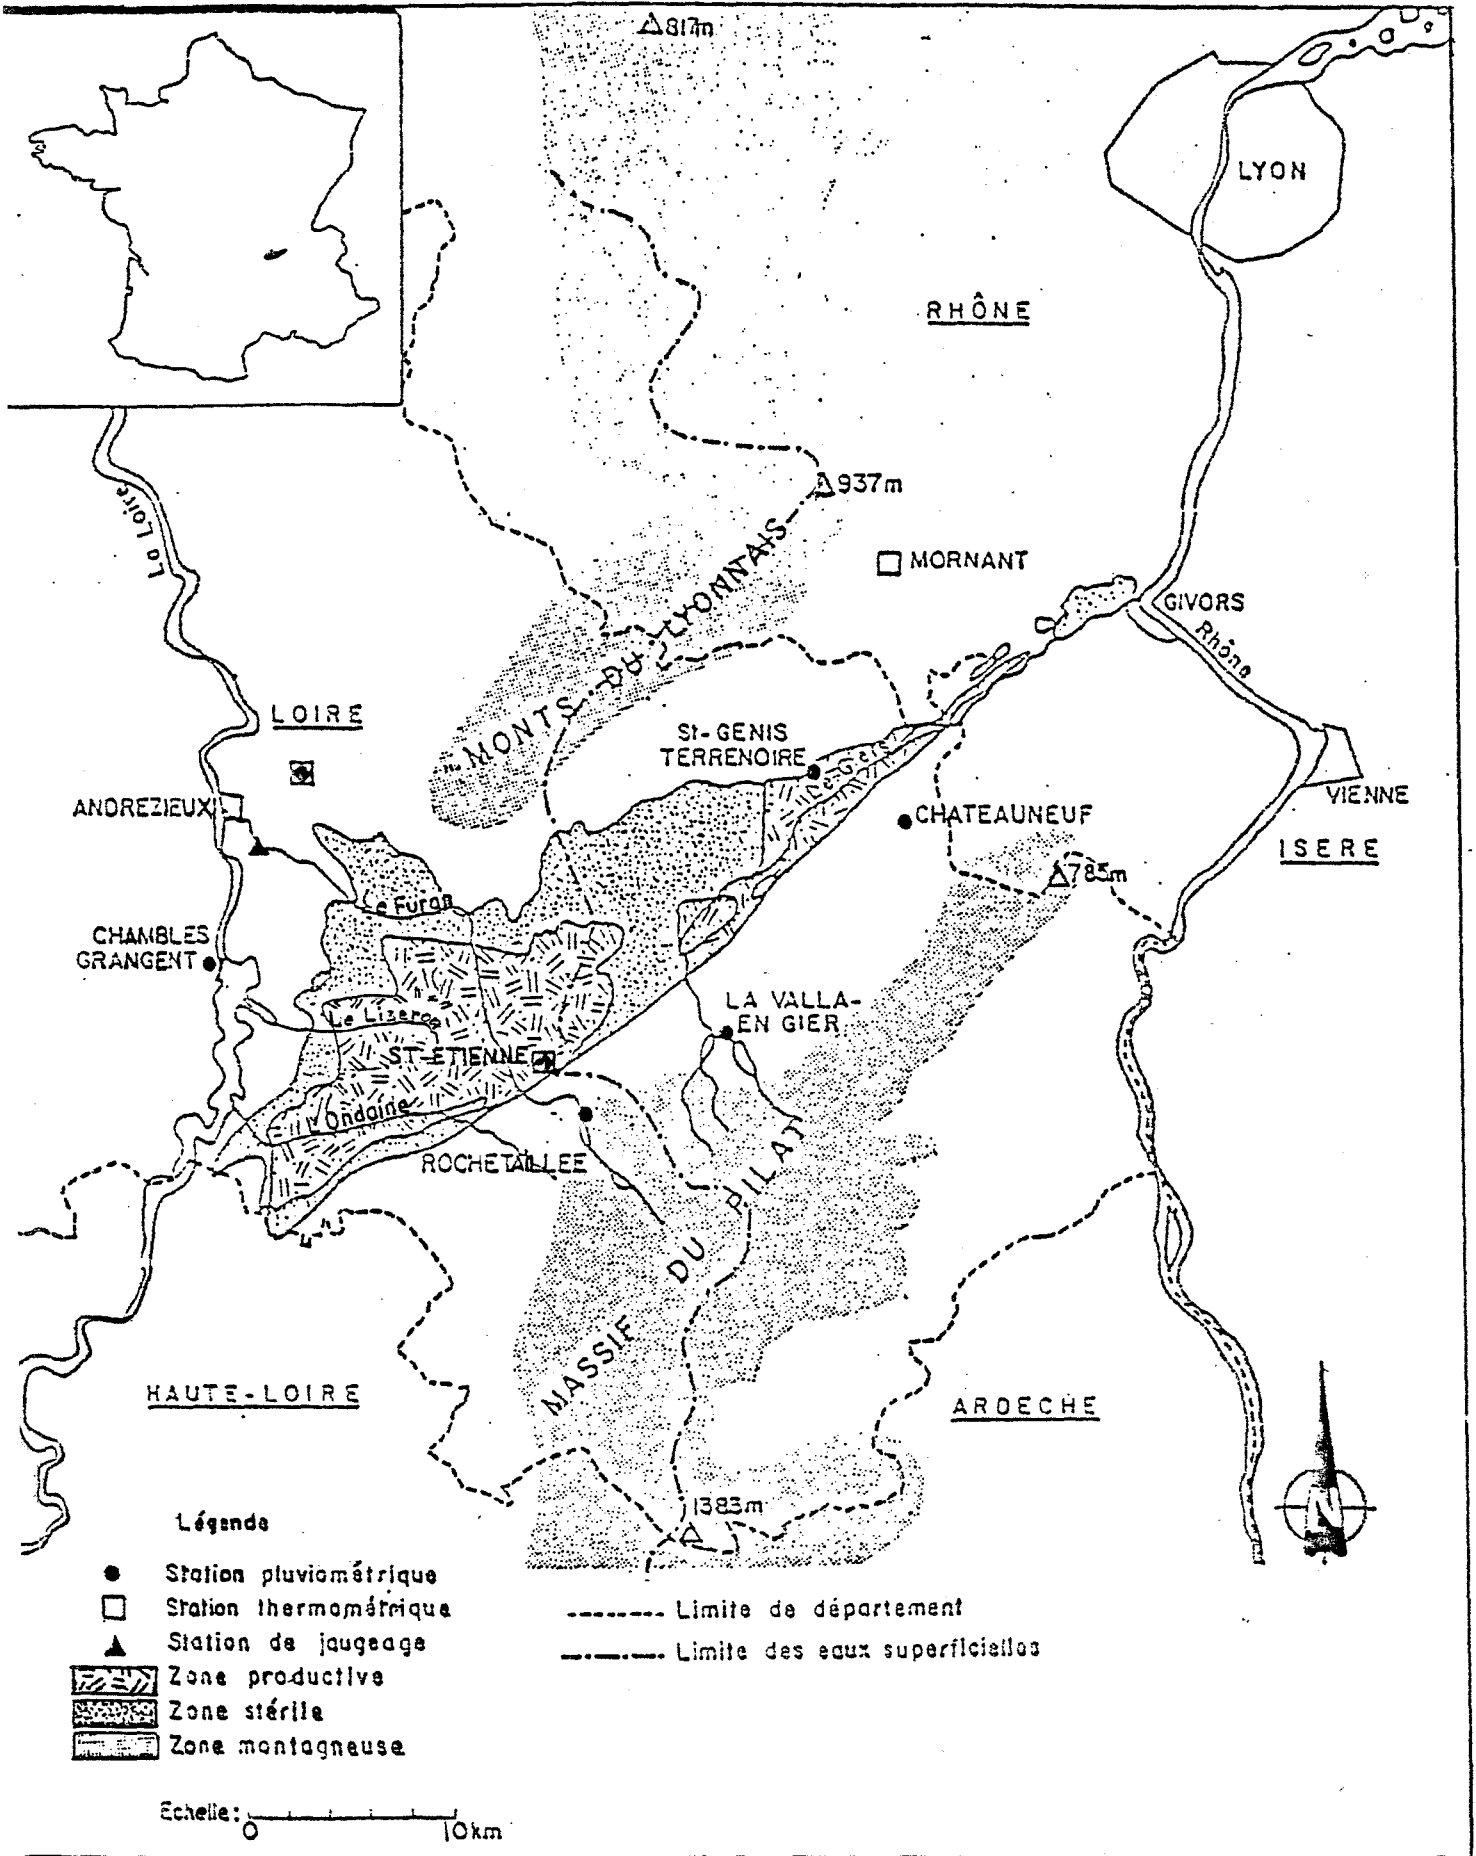 817m
LYON
RHÔNE
937m
La Loire
MONTS DU LYONNAIS
MORNANT
GIVORS
Rhône
LOIRE
St-GENIS
TERRENOIRE
Le Giers
ANDREZIEUX
CHATEAUNEUF
VIENNE
ISERE
785m
Le Furan
CHAMBLES
GRANGENT
LA VALLA-
EN GIER
Le Lizeron
ST-ETIENNE
L'Ondaine
ROCHETAILLEE
MASSIF DU PILAT
HAUTE-LOIRE
ARDECHE
1383m
N
Légende
Station pluviométrique
Station thermométrique
Station de jaugeage
Zone productive
Zone stérile
Zone montagneuse
Limite de département
Limite des eaux superficielles
Echelle:
0 10km